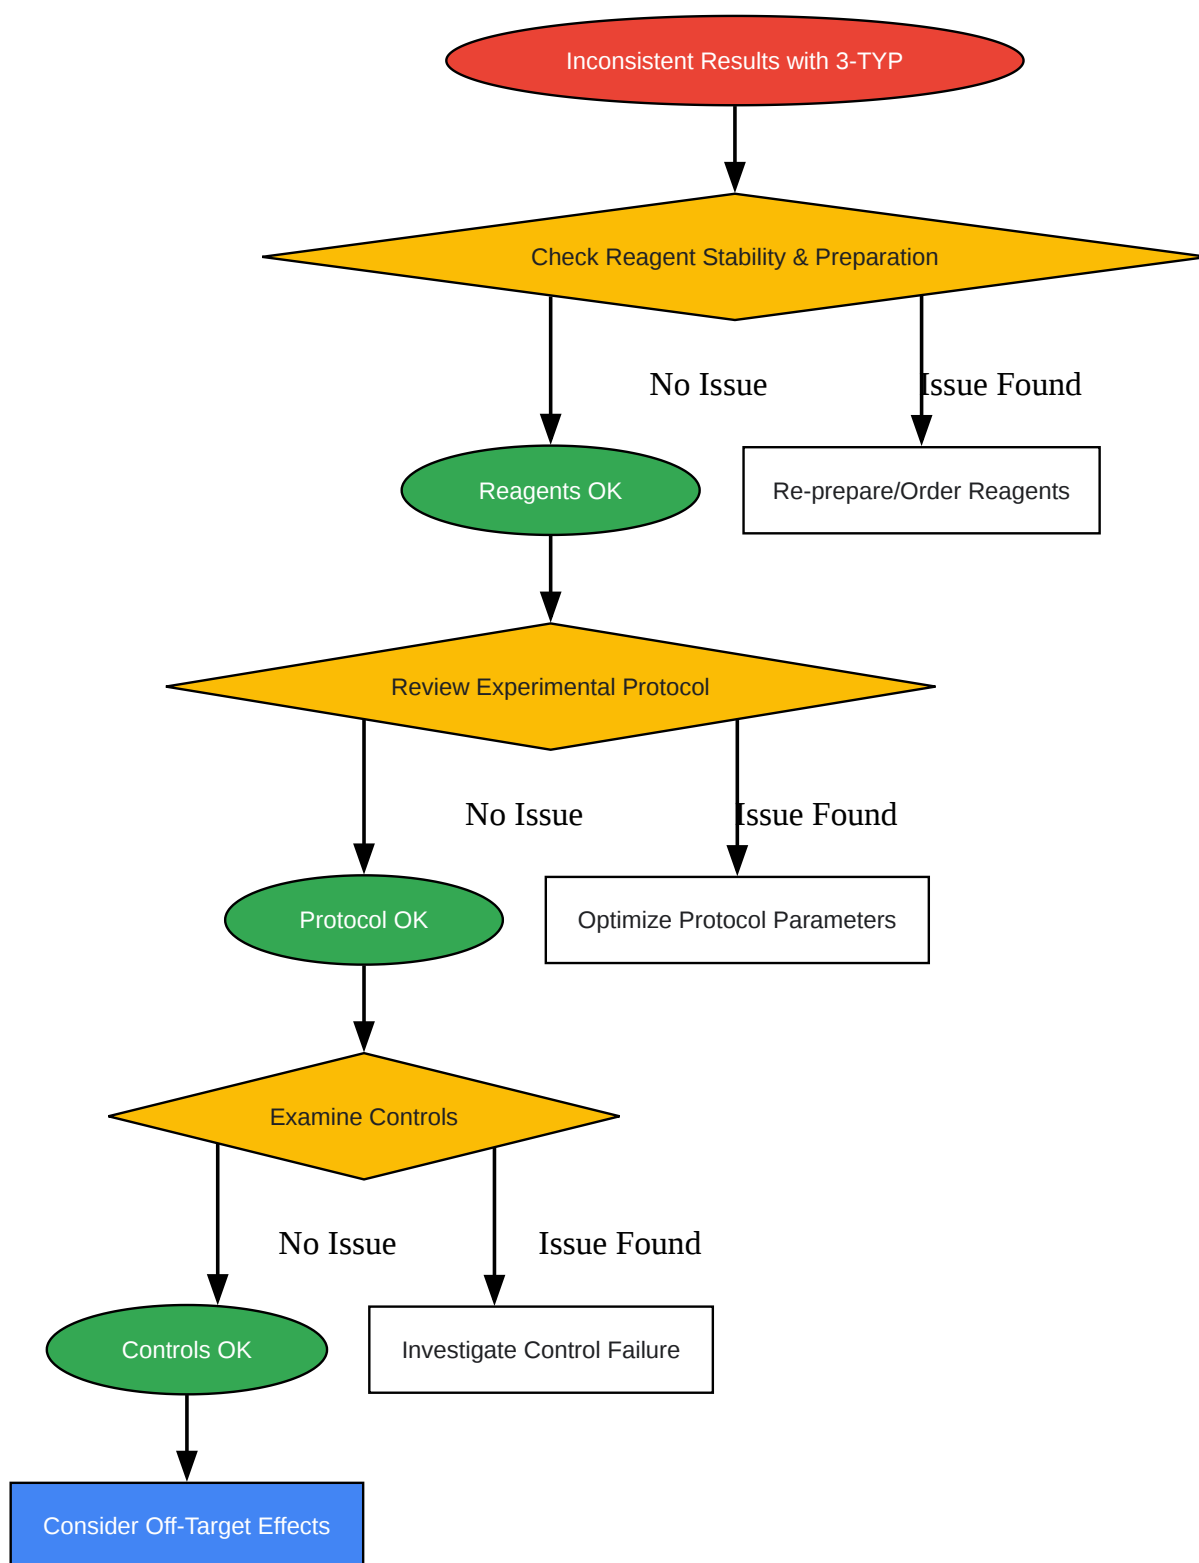 Inconsistent Results with 3-TYP
Check Reagent Stability & Preparation
No Issue
Issue Found
Reagents OK
Re-prepare/Order Reagents
Review Experimental Protocol
No Issue
Issue Found
Protocol OK
Optimize Protocol Parameters
Examine Controls
No Issue
Issue Found
Controls OK
Investigate Control Failure
Consider Off-Target Effects